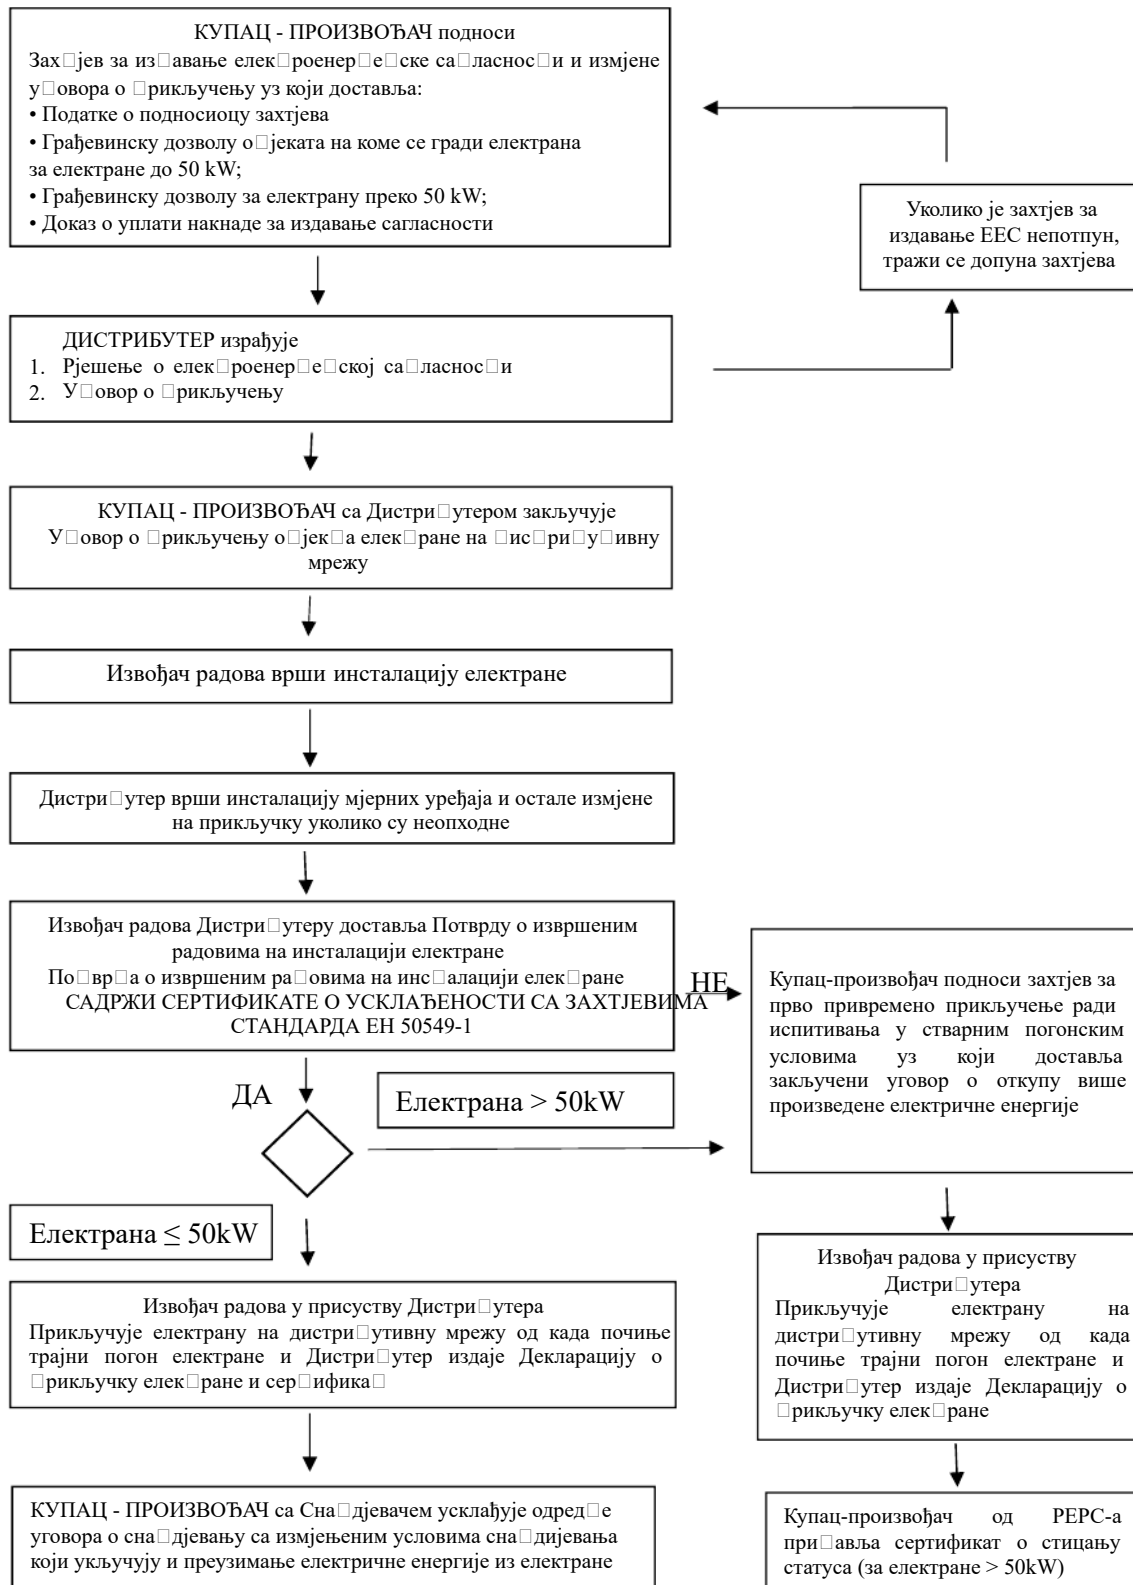 КУПАЦ - ПРОИЗВОЂАЧ подноси
Зах□јев за из□авање елек□роенер□е□ске са□ласнос□и и измјене
у□овора о □рикључењу уз који доставља:
• Податке о подносиоцу захтјева
• Грађевинску дозволу о□јеката на коме се гради електрана
за електране до 50 kW;
• Грађевинску дозволу за електрану преко 50 kW;
• Доказ о уплати накнаде за издавање сагласности
Уколико је захтјев за
издавање ЕЕС непотпун,
тражи се допуна захтјева
ДИСТРИБУТЕР израђује
1. Рјешење о елек□роенер□е□ској са□ласнос□и
2. У□овор о □рикључењу
КУПАЦ - ПРОИЗВОЂАЧ са Дистри□утером закључује
У□овор о □рикључењу о□јек□а елек□ране на □ис□ри□у□ивну
мрежу
Извођач радова врши инсталацију електране
Дистри□утер врши инсталацију мјерних уређаја и остале измјене
на прикључку уколико су неопходне
Извођач радова Дистри□утеру доставља Потврду о извршеним
радовима на инсталацији електране
По□вр□а о извршеним ра□овима на инс□алацији елек□ране
САДРЖИ СЕРТИФИКАТЕ О УСКЛАЂЕНОСТИ СА ЗАХТЈЕВИМА
СТАНДАРДА ЕН 50549-1
НЕ
Купац-произвођач подноси захтјев за
прво привремено прикључење ради
испитивања у стварним погонским
условима уз који доставља
закључени уговор о откупу више
произведене електричне енергије
ДА
Електрана > 50kW
Електрана ≤ 50kW
Извођач радова у присуству Дистри□утера
Прикључује електрану на дистри□утивну мрежу од када почиње
трајни погон електране и Дистри□утер издаје Декларацију о
□рикључку елек□ране и сер□ифика□
Извођач радова у присуству
Дистри□утера
Прикључује електрану на
дистри□утивну мрежу од када
почиње трајни погон електране и
Дистри□утер издаје Декларацију о
□рикључку елек□ране
КУПАЦ - ПРОИЗВОЂАЧ са Сна□дјевачем усклађује одред□е
уговора о сна□дјевању са измјењеним условима сна□дијевања
који укључују и преузимање електричне енергије из електране
Купац-произвођач од РЕРС-а
при□авља сертификат о стицању
статуса (за електране > 50kW)